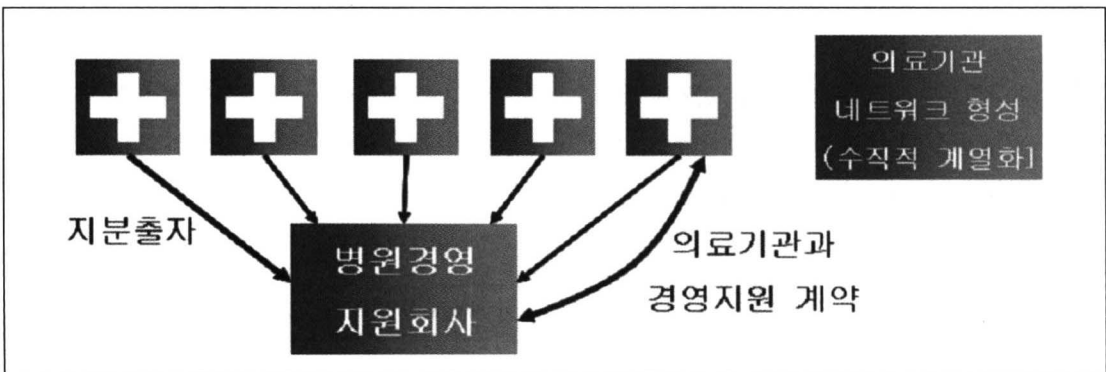 의료기관
네트워크 형성
(수직적 계열화]
지분출자
병원경영
지원회사
의료기관과
경영지원 계약